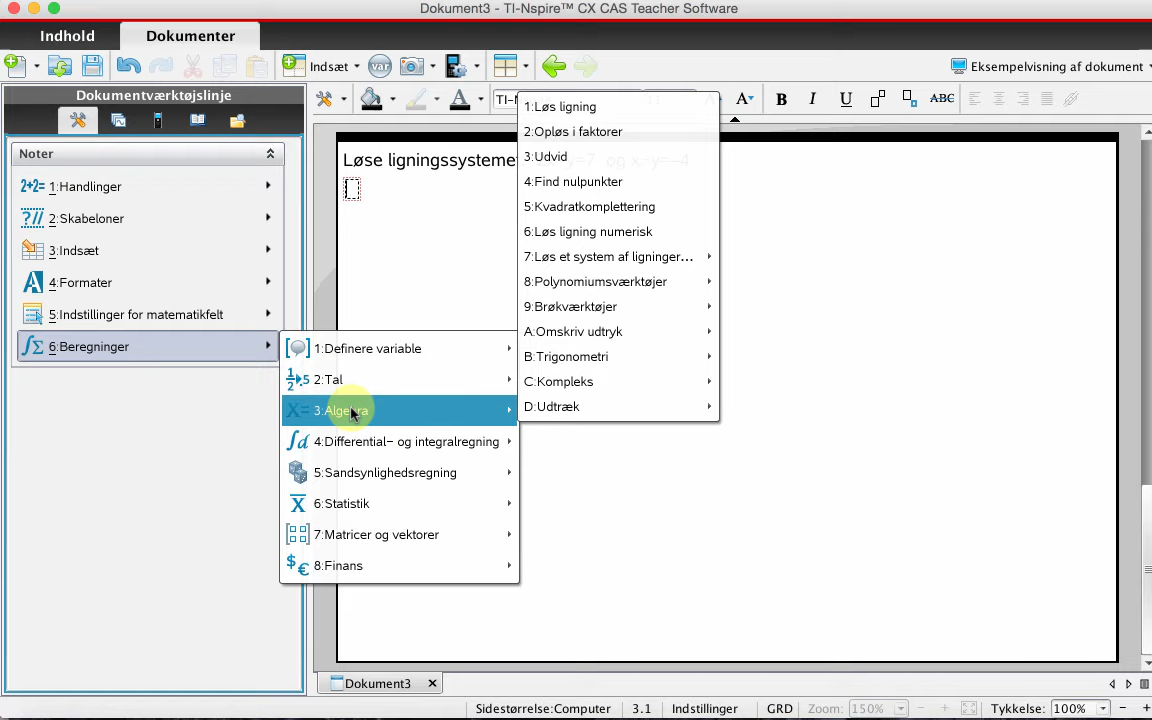 Dokument3 - TI-Nspire™ CX CAS Teacher Software
Indhold
Dokumenter
Indsæt
var
Eksempelvisning af dokument
Dokumentværktøjslinje
B I U ABC
Noter
2+2= 1:Handlinger
?// 2:Skabeloner
3:Indsæt
4:Formater
5:Indstillinger for matematikfelt
∫Σ 6:Beregninger
1:Definere variable
2:Tal
X= 3:Algebra
∫d 4:Differential- og integralregning
5:Sandsynlighedsregning
6:Statistik
7:Matricer og vektorer
8:Finans
1:Løs ligning
2:Opløs i faktorer
3:Udvid
4:Find nulpunkter
5:Kvadratkomplettering
6:Løs ligning numerisk
7:Løs et system af ligninger...
8:Polynomiumsværktøjer
9:Brøkværktøjer
A:Omskriv udtryk
B:Trigonometri
C:Kompleks
D:Udtræk
Løse ligningssysteme
Dokument3
Sidestørrelse:Computer 3.1 Indstillinger GRD Zoom: 150% Tykkelse: 100%